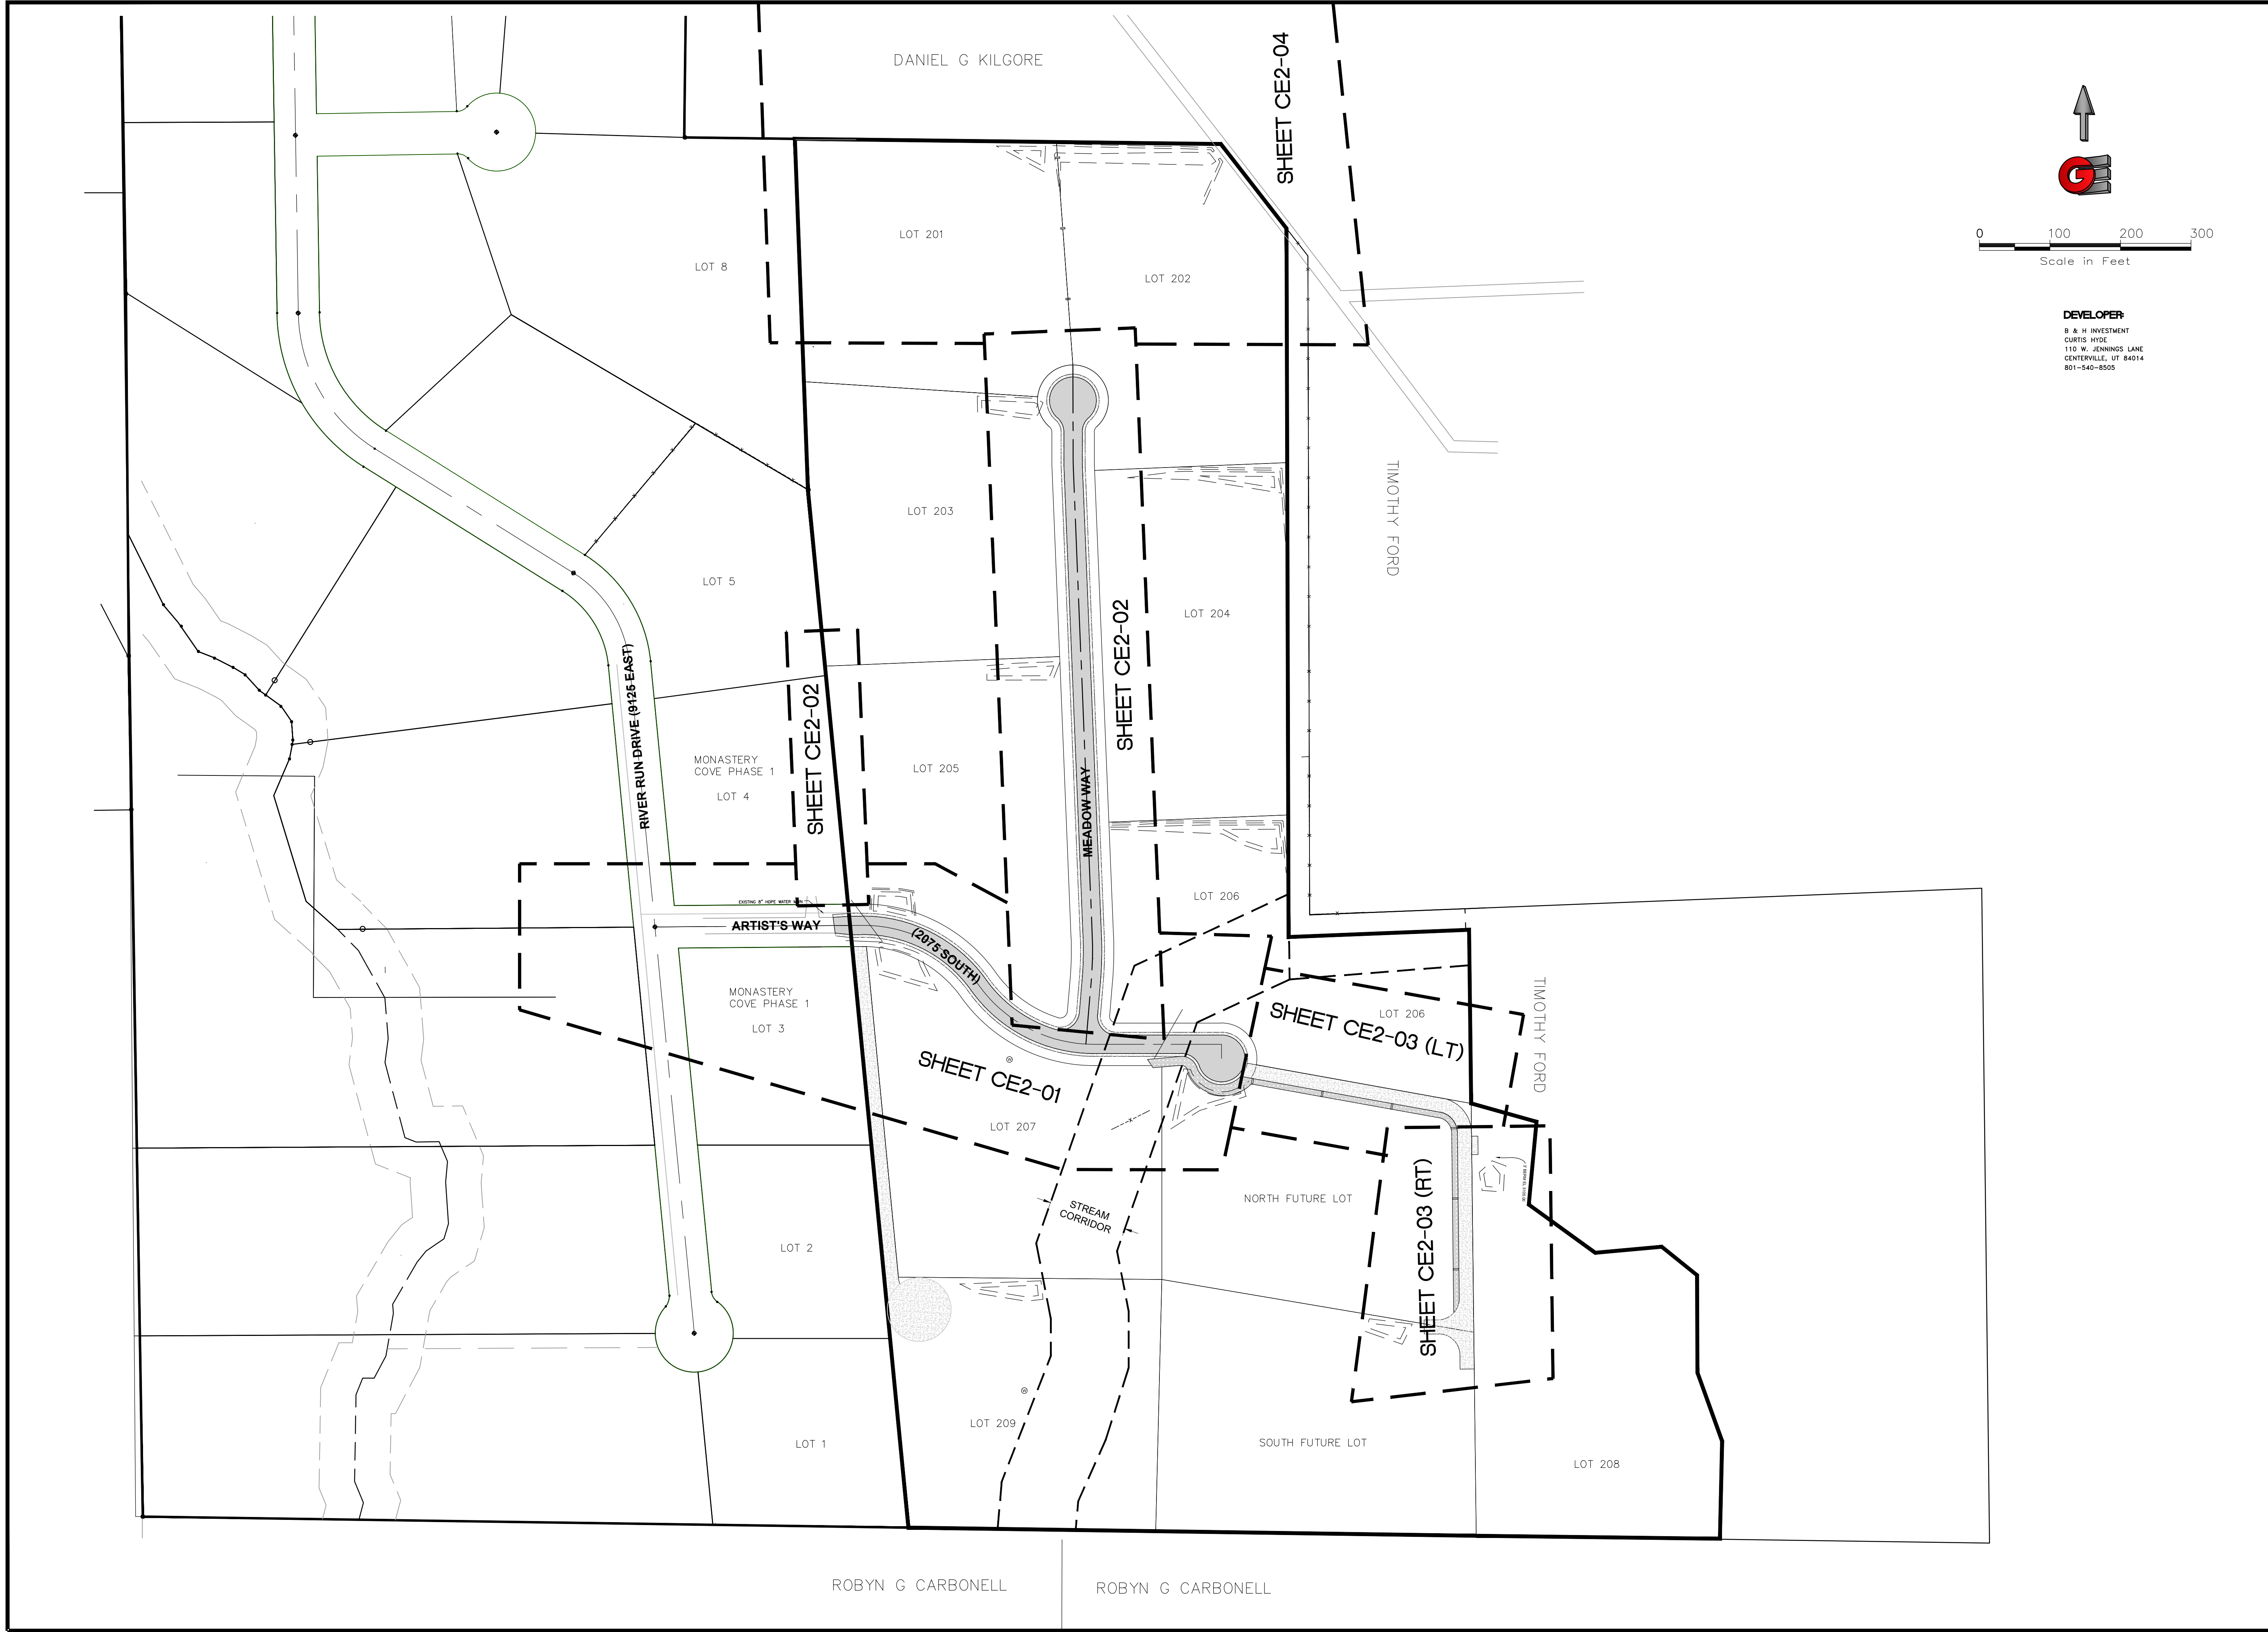 DANIEL G KILGORE
SHEET CE2-04
G
0 100 200 300
Scale in Feet
DEVELOPER:
B & H INVESTMENT
CURTIS HYDE
110 W. JENNINGS LANE
CENTERVILLE, UT 84014
801-540-8505
LOT 201
LOT 8
LOT 202
TIMOTHY FORD
LOT 203
LOT 5
LOT 204
SHEET CE2-02
RIVER RUN DRIVE (9125 EAST)
SHEET CE2-02
MONASTERY
COVE PHASE 1
LOT 4
LOT 205
MEADOW WAY
LOT 206
EXISTING 8" HDPE WATER
ARTIST'S WAY
(2075 SOUTH)
MONASTERY
COVE PHASE 1
LOT 3
LOT 206
SHEET CE2-03 (LT)
TIMOTHY FORD
SHEET CE2-01
LOT 207
NORTH FUTURE LOT
STREAM
CORRIDOR
SHEET CE2-03 (RT)
LOT 2
LOT 209
LOT 1
SOUTH FUTURE LOT
LOT 208
ROBYN G CARBONELL
ROBYN G CARBONELL